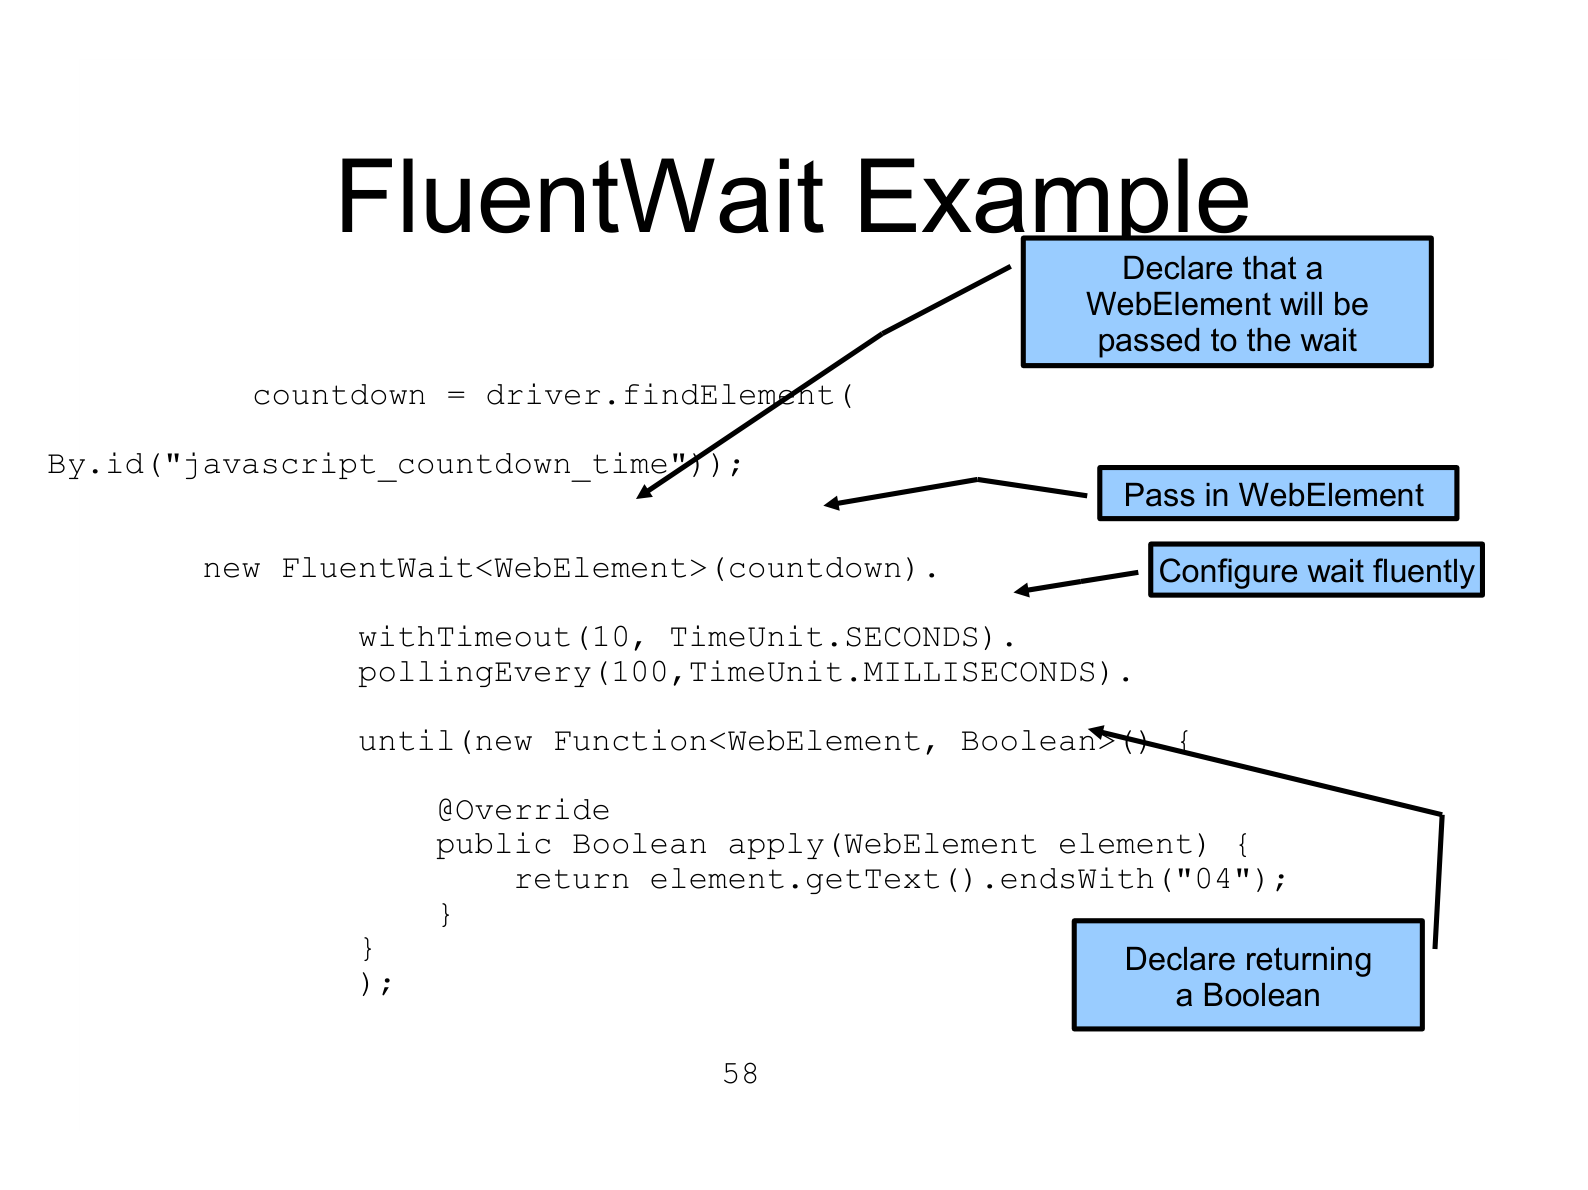 FluentWait Example
Declare that a
WebElement will be
passed to the wait
countdown = driver.findElement(
By.id("javascript_countdown_time"));
Pass in WebElement
new FluentWait<WebElement>(countdown).
Configure wait fluently
withTimeout(10, TimeUnit.SECONDS).
pollingEvery(100,TimeUnit.MILLISECONDS).
until(new Function<WebElement, Boolean>() {
@Override
public Boolean apply(WebElement element) {
return element.getText().endsWith("04");
}
}
);
Declare returning
a Boolean
58